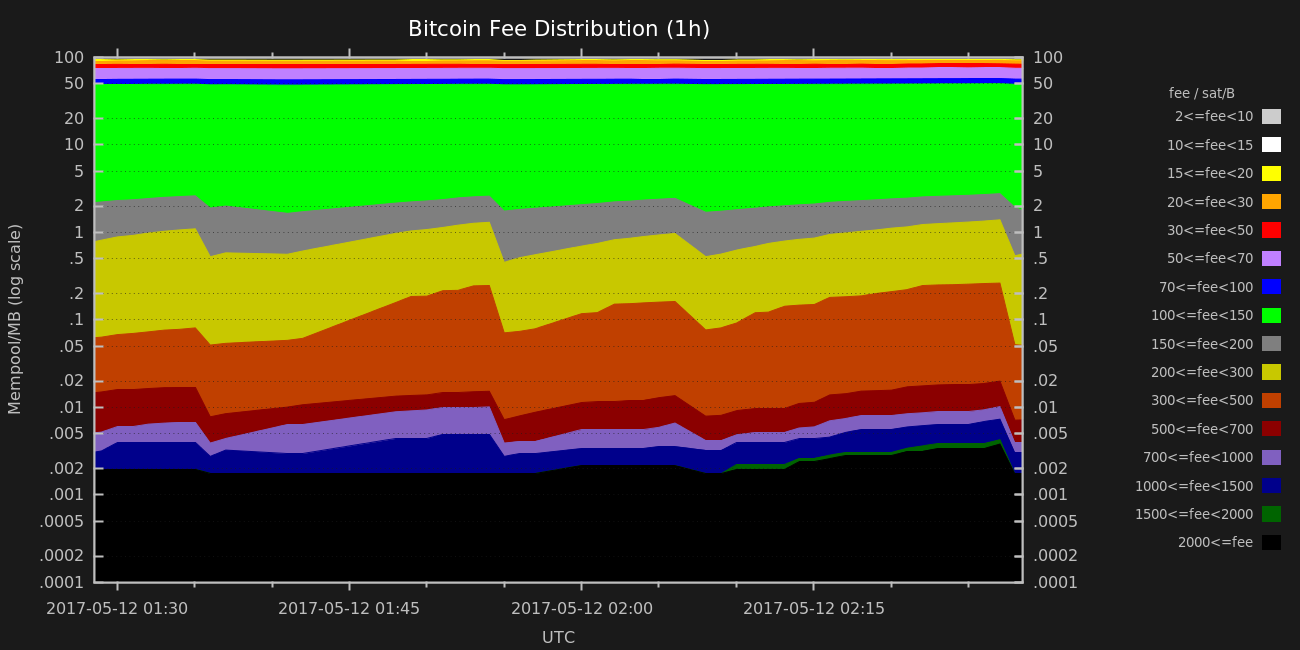 Bitcoin Fee Distribution (1h)
Mempool/MB (log scale)
100
50
20
10
5
2
1
.5
.2
.1
.05
.02
.01
.005
.002
.001
.0005
.0002
.0001
100
50
20
10
5
2
1
.5
.2
.1
.05
.02
.01
.005
.002
.001
.0005
.0002
.0001
2017-05-12 01:30 2017-05-12 01:45 2017-05-12 02:00 2017-05-12 02:15
UTC
fee / sat/B
2<=fee<10
10<=fee<15
15<=fee<20
20<=fee<30
30<=fee<50
50<=fee<70
70<=fee<100
100<=fee<150
150<=fee<200
200<=fee<300
300<=fee<500
500<=fee<700
700<=fee<1000
1000<=fee<1500
1500<=fee<2000
2000<=fee